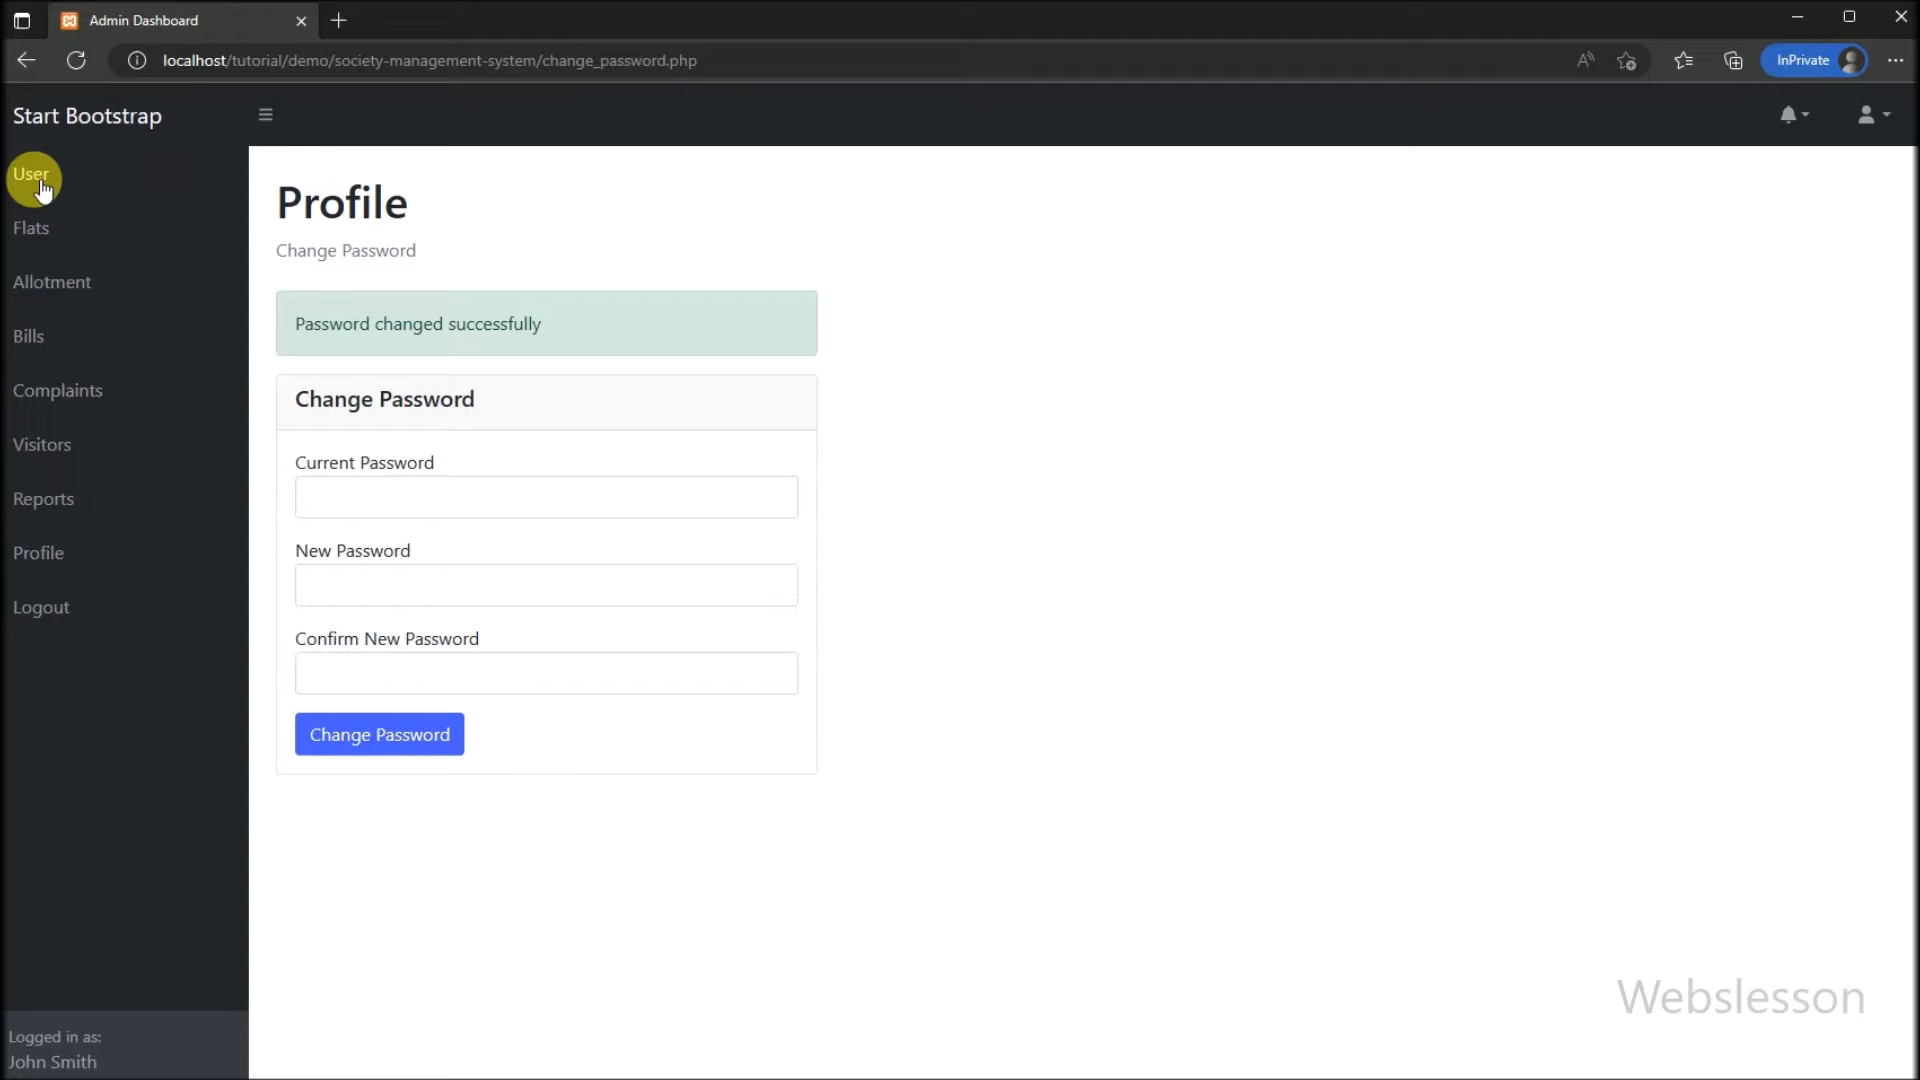 Admin Dashboard
localhost/tutorial/demo/society-management-system/change_password.php
InPrivate
Start Bootstrap
User
Flats
Allotment
Bills
Complaints
Visitors
Reports
Profile
Logout
Logged in as:
John Smith
Profile
Change Password
Password changed successfully
Change Password
Current Password
New Password
Confirm New Password
Change Password
Webslesson